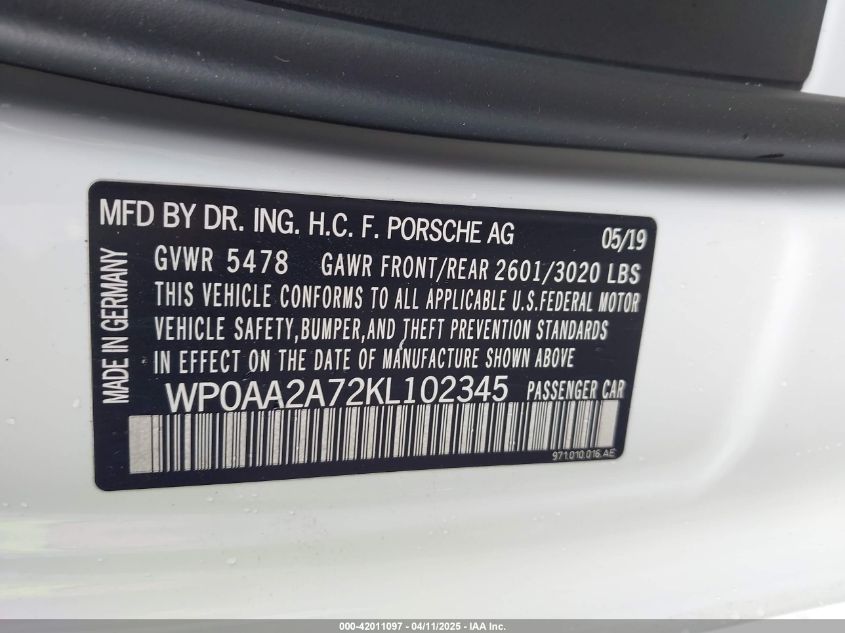 MFD BY DR. ING. H.C. F. PORSCHE AG 05/19
GVWR 5478 GAWR FRONT/REAR 2601/3020 LBS
THIS VEHICLE CONFORMS TO ALL APPLICABLE U.S.FEDERAL MOTOR
VEHICLE SAFETY,BUMPER,AND THEFT PREVENTION STANDARDS
IN EFFECT ON THE DATE OF MANUFACTURE SHOWN ABOVE
WP0AA2A72KL102345 PASSENGER CAR
971.010.016.AE
MADE IN GERMANY
000-42011097 - 04/11/2025 - IAA Inc.